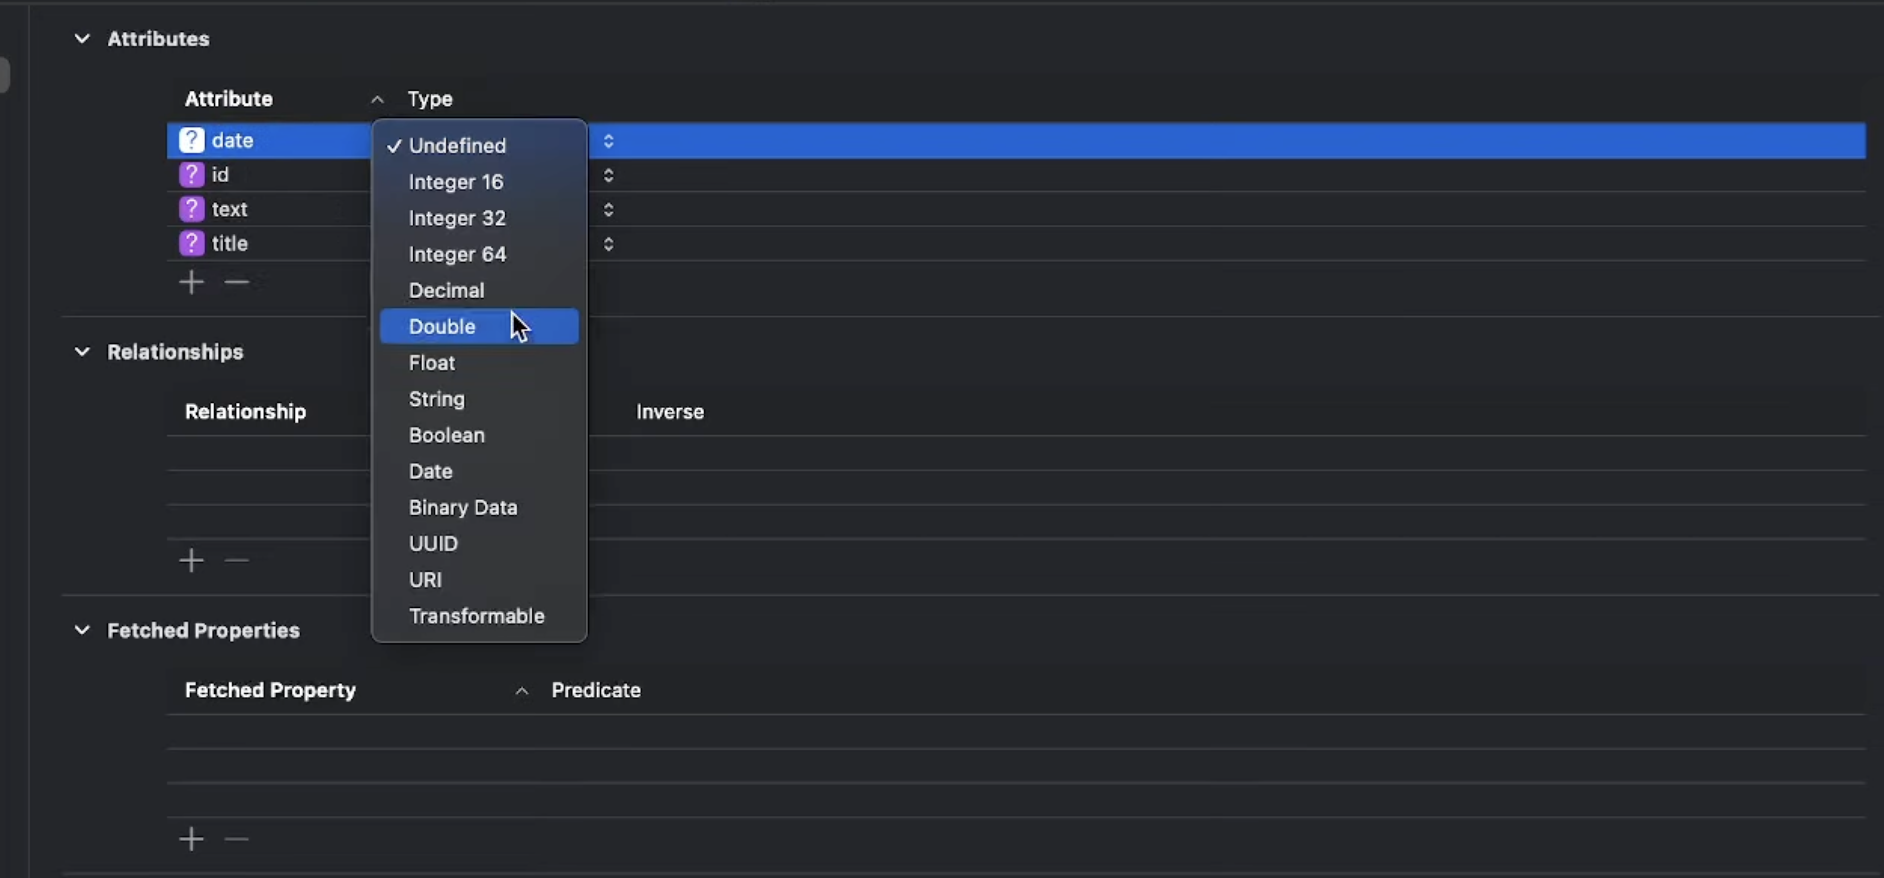 Attributes
Attribute Type
? date
? id
? text
? title
Undefined
Integer 16
Integer 32
Integer 64
Decimal
Double
Float
String
Boolean
Date
Binary Data
UUID
URI
Transformable
Relationships
Relationship Inverse
Fetched Properties
Fetched Property Predicate